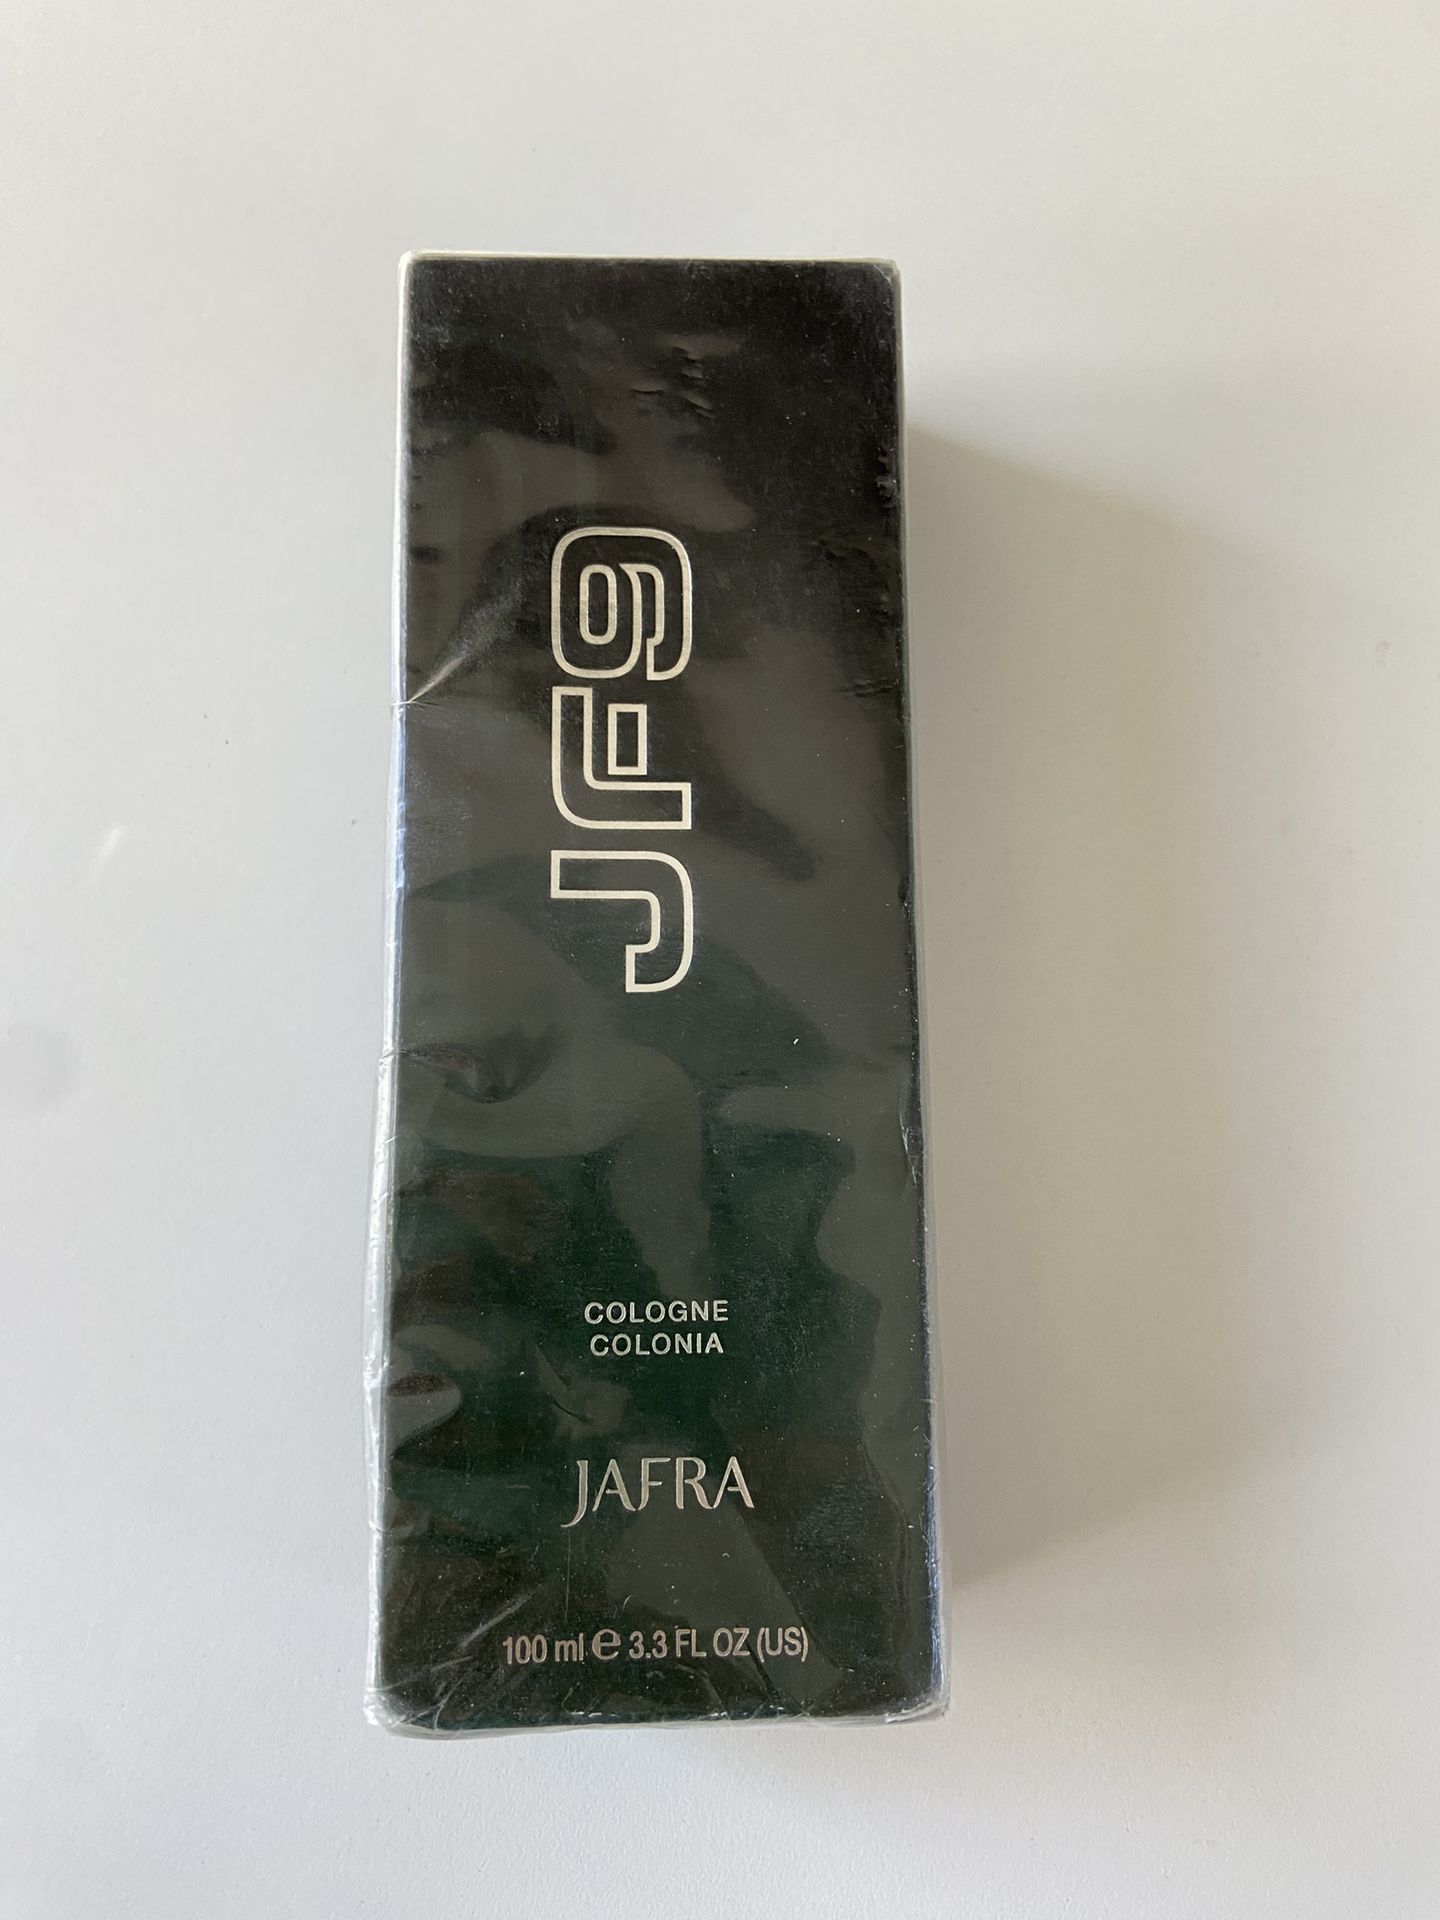 JF9
COLOGNE
COLONIA
JAFRA
100 ml ℮ 3.3 FL OZ (US)